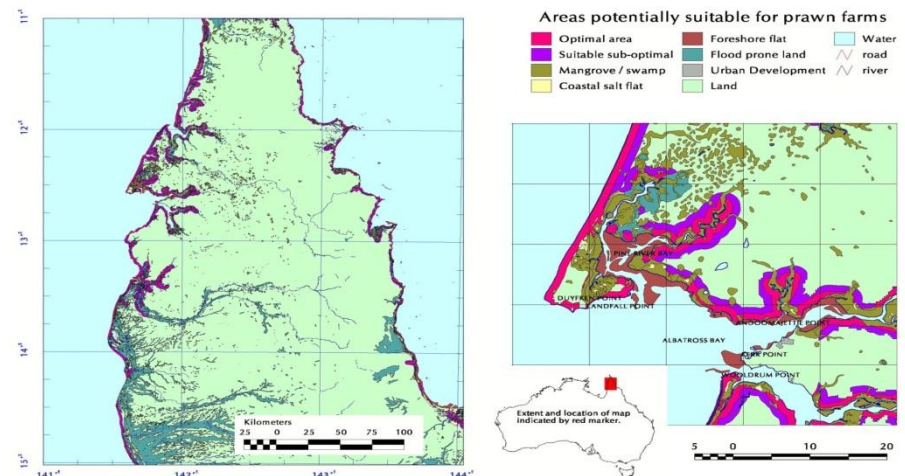 Areas potentially suitable for prawn farms
Optimal area
Suitable sub-optimal
Mangrove / swamp
Coastal salt flat
Foreshore flat
Flood prone land
Urban Development
Land
Water
road
river
11
12
13
14
15
142
143
144
Kilometers
25 0 25 50 75 100
PINE RIVER BAY
DUYFKEN POINT
LANDFALL POINT
ANDOOMAJETTIE POINT
ALBATROSS BAY
KERR POINT
WOOLDRUM POINT
Extent and location of map
indicated by red marker.
5 0 10 20